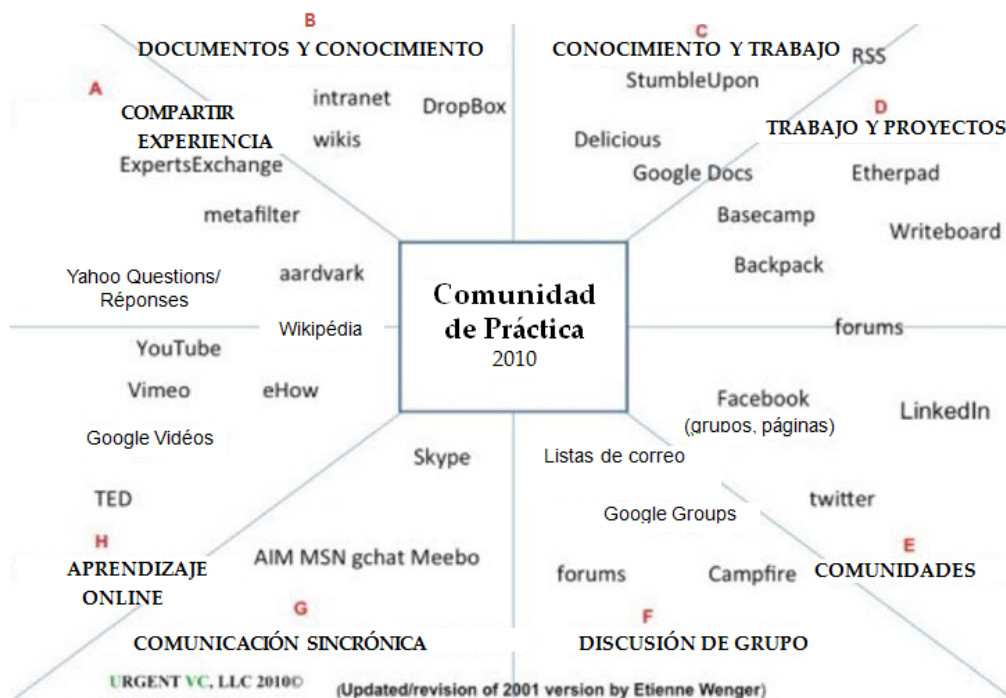 B
DOCUMENTOS Y CONOCIMIENTO
C
CONOCIMIENTO Y TRABAJO
RSS
StumbleUpon
A
COMPARTIR
EXPERIENCIA
intranet
DropBox
wikis
Delicious
D
TRABAJO Y PROYECTOS
ExpertsExchange
Google Docs
Etherpad
metafilter
Basecamp
Writeboard
Yahoo Questions/
Réponses
aardvark
Backpack
Comunidad
de Práctica
2010
Wikipédia
forums
YouTube
Vimeo
eHow
Facebook
(grupos, páginas)
LinkedIn
Google Vidéos
Skype
Listas de correo
TED
twitter
Google Groups
H
APRENDIZAJE
ONLINE
AIM MSN gchat Meebo
forums
Campfire
E
COMUNIDADES
G
COMUNICACIÓN SINCRÓNICA
F
DISCUSIÓN DE GRUPO
URGENT VC, LLC 2010©
(Updated/revision of 2001 version by Etienne Wenger)